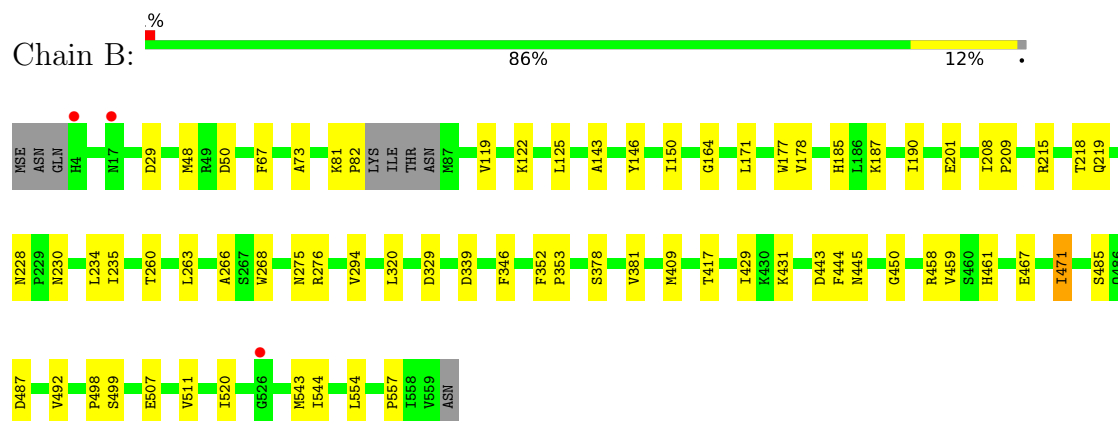 %
Chain B:
86% 12% •
MSE ASN GLN H4 N17 D29 M48 R49 D50 F67 A73 K81 P82 LYS ILE THR ASN M87 V119 K122 L125 A143 Y146 I150 G164 L171 W177 V178 H185 L186 K187 I190 E201 I208 P209 R215 T218 Q219
N228 P229 N230 L234 I235 T260 L263 A266 S267 W268 N275 R276 V294 L320 D329 D339 F346 F352 P353 S378 V381 M409 T417 I429 K430 K431 D443 F444 N445 G450 R458 V459 S460 H461 E467 I471 S485 Q486
D487 V492 P498 S499 E507 V511 I520 G526 M543 I544 L554 P557 I558 V559 ASN